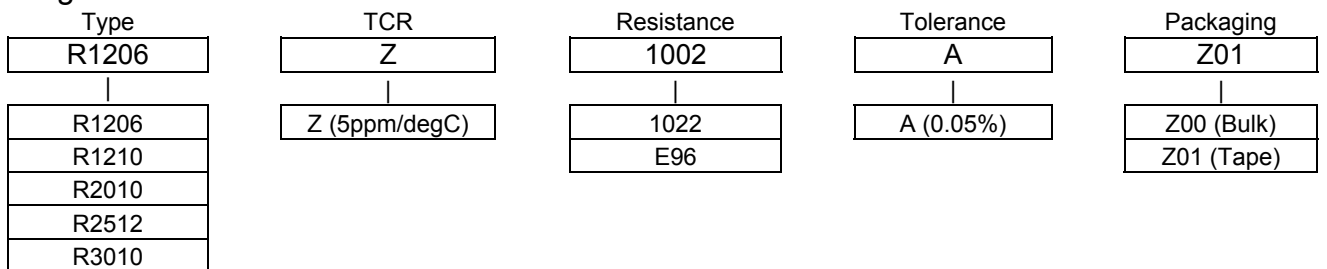 Type TCR Resistance Tolerance Packaging
R1206 Z 1002 A Z01
R1206 Z (5ppm/degC) 1022 A (0.05%) Z00 (Bulk)
R1210 E96 Z01 (Tape)
R2010
R2512
R3010